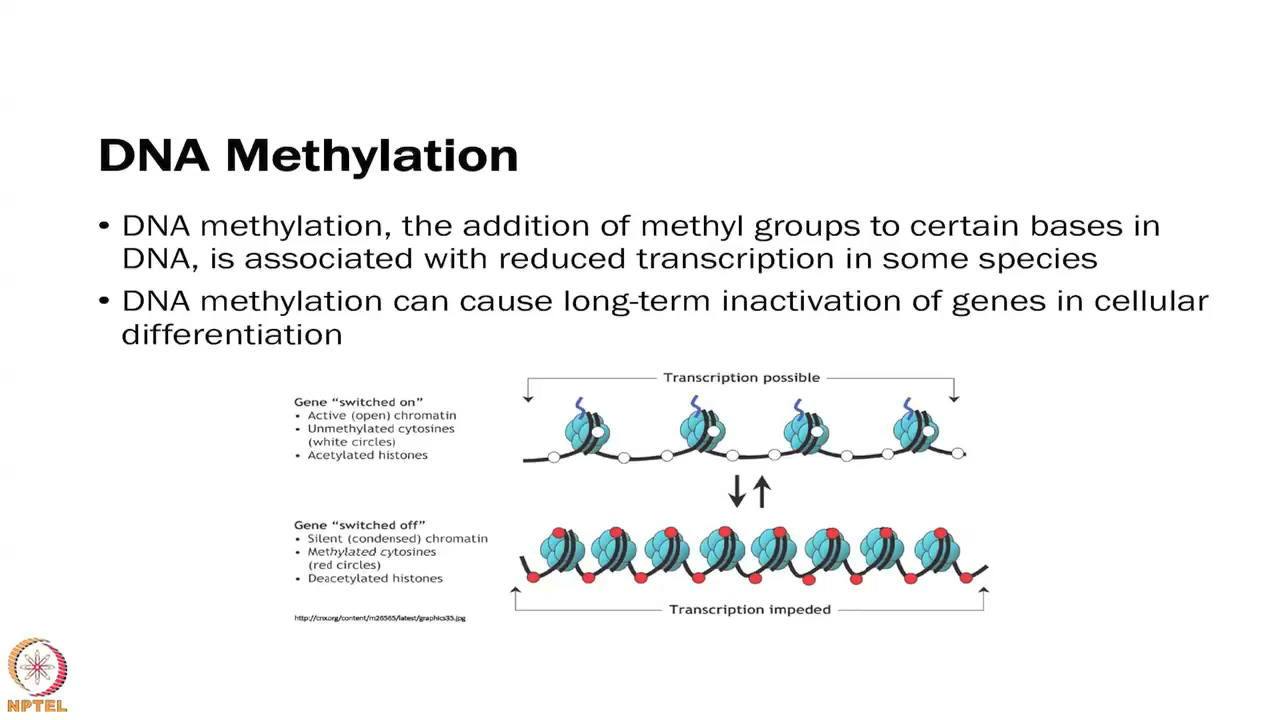 DNA Methylation
• DNA methylation, the addition of methyl groups to certain bases in
DNA, is associated with reduced transcription in some species
• DNA methylation can cause long-term inactivation of genes in cellular
differentiation
Transcription possible
Gene “switched on”
• Active (open) chromatin
• Unmethylated cytosines
(white circles)
• Acetylated histones
Gene “switched off”
• Silent (condensed) chromatin
• Methylated cytosines
(red circles)
• Deacetylated histones
Transcription impeded
http://cnx.org/content/m26565/latest/graphics35.jpg
NPTEL